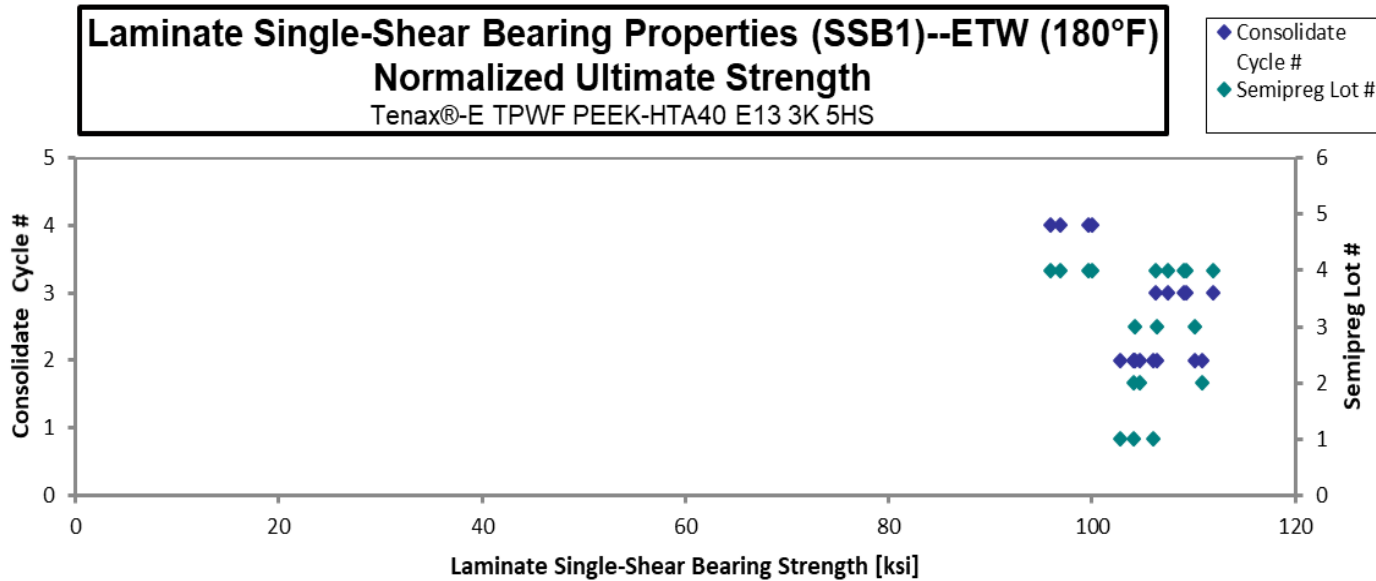 Laminate Single-Shear Bearing Properties (SSB1)--ETW (180°F)
Normalized Ultimate Strength
Tenax®-E TPWF PEEK-HTA40 E13 3K 5HS
Consolidate
Cycle #
Semipreg Lot #
5
4
3
2
1
0
Consolidate Cycle #
6
5
4
3
2
1
0
Semipreg Lot #
0 20 40 60 80 100 120
Laminate Single-Shear Bearing Strength [ksi]